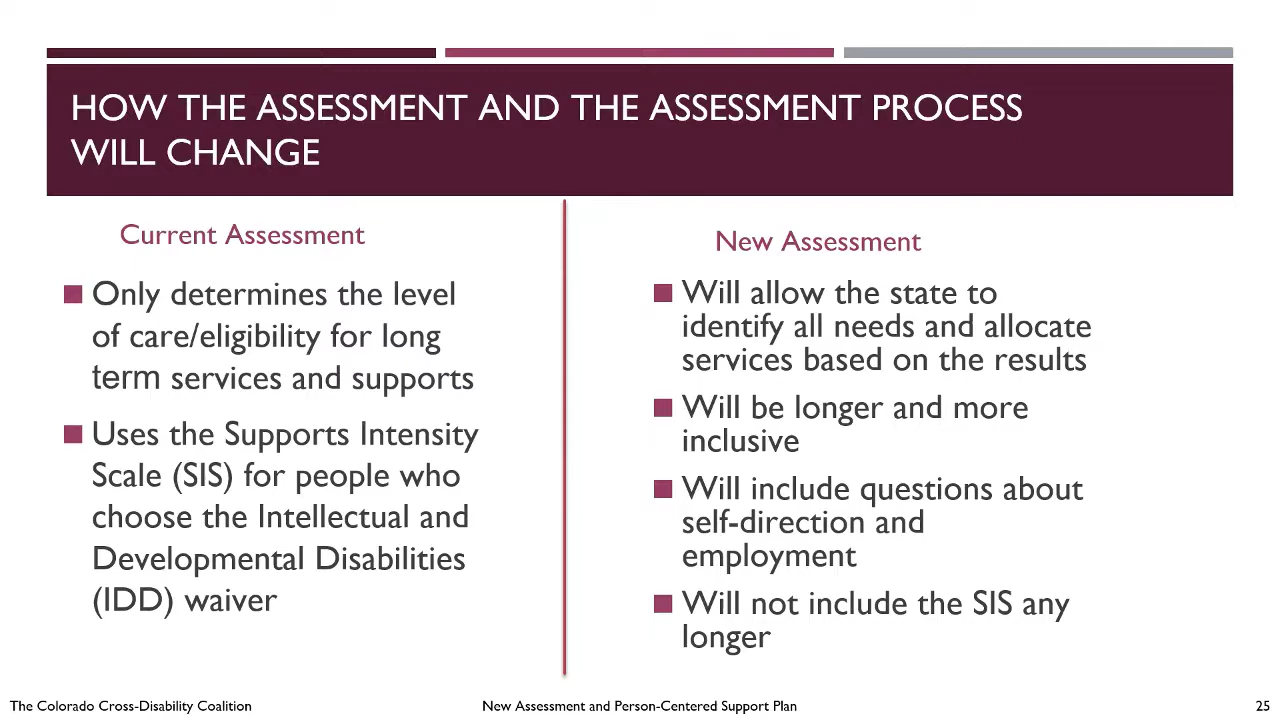 HOW THE ASSESSMENT AND THE ASSESSMENT PROCESS
WILL CHANGE
Current Assessment
Only determines the level
of care/eligibility for long
term services and supports
Uses the Supports Intensity
Scale (SIS) for people who
choose the Intellectual and
Developmental Disabilities
(IDD) waiver
New Assessment
Will allow the state to
identify all needs and allocate
services based on the results
Will be longer and more
inclusive
Will include questions about
self-direction and
employment
Will not include the SIS any
longer
The Colorado Cross-Disability Coalition
New Assessment and Person-Centered Support Plan
25